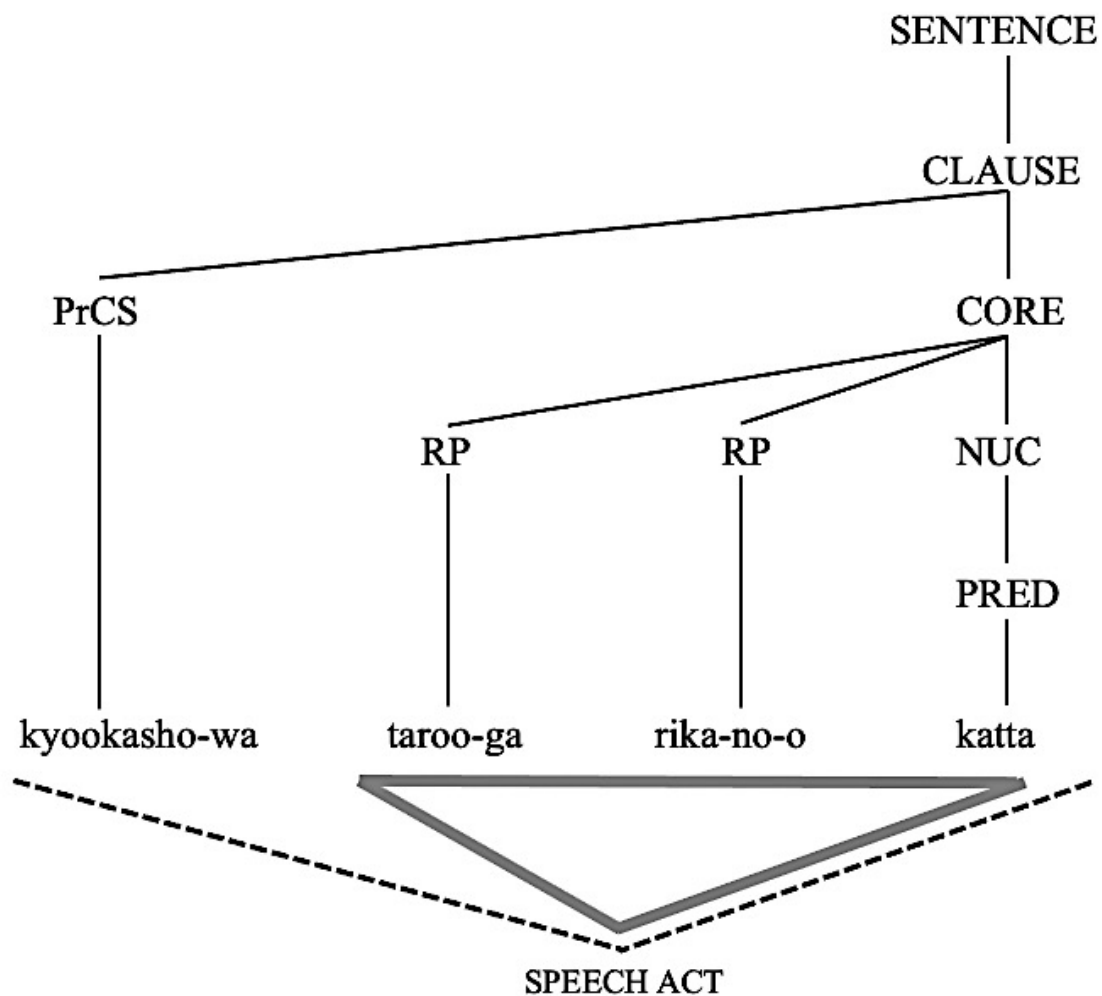 SENTENCE
CLAUSE
PrCS CORE
RP RP NUC
PRED
kyookasho-wa taroo-ga rika-no-o katta
SPEECH ACT